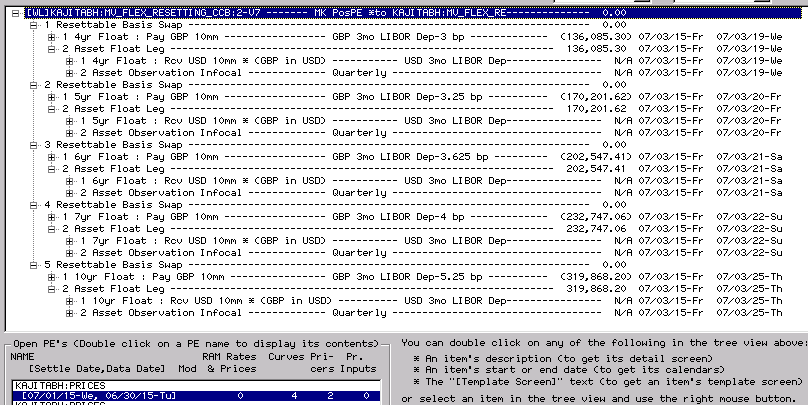 [WL]KAJITABH:MV_FLEX_RESETTING_CCB:2-V7 ------- MK PosPE ⌘to KAJITABH:MV_FLEX_RE----------- 0.00
1 Resettable Basis Swap ---------------------------------------- 0.00
1 4yr Float : Pay GBP 10mm --------------- GBP 3mo LIBOR Dep-3 bp ------- (136,085.30) 07/03/15-Fr 07/03/19-We
2 Asset Float Leg ---------------------------------------- 136,085.30 07/03/15-Fr 07/03/19-We
1 4yr Float : Rcv USD 10mm ⌘ (GBP in USD) ---------- USD 3mo LIBOR Dep--------------- N/A 07/03/15-Fr 07/03/19-We
2 Asset Observation Infocal ------------- Quarterly ------------------------- N/A 07/03/15-Fr 07/03/19-We
2 Resettable Basis Swap ---------------------------------------- 0.00
1 5yr Float : Pay GBP 10mm --------------- GBP 3mo LIBOR Dep-3.25 bp ---- (170,201.62) 07/03/15-Fr 07/03/20-Fr
2 Asset Float Leg ---------------------------------------- 170,201.62 07/03/15-Fr 07/03/20-Fr
1 5yr Float : Rcv USD 10mm ⌘ (GBP in USD) ---------- USD 3mo LIBOR Dep--------------- N/A 07/03/15-Fr 07/03/20-Fr
2 Asset Observation Infocal ------------- Quarterly ------------------------- N/A 07/03/15-Fr 07/03/20-Fr
3 Resettable Basis Swap ---------------------------------------- 0.00
1 6yr Float : Pay GBP 10mm --------------- GBP 3mo LIBOR Dep-3.625 bp --- (202,547.41) 07/03/15-Fr 07/03/21-Sa
2 Asset Float Leg ---------------------------------------- 202,547.41 07/03/15-Fr 07/03/21-Sa
1 6yr Float : Rcv USD 10mm ⌘ (GBP in USD) ---------- USD 3mo LIBOR Dep--------------- N/A 07/03/15-Fr 07/03/21-Sa
2 Asset Observation Infocal ------------- Quarterly ------------------------- N/A 07/03/15-Fr 07/03/21-Sa
4 Resettable Basis Swap ---------------------------------------- 0.00
1 7yr Float : Pay GBP 10mm --------------- GBP 3mo LIBOR Dep-4 bp ------- (232,747.06) 07/03/15-Fr 07/03/22-Su
2 Asset Float Leg ---------------------------------------- 232,747.06 07/03/15-Fr 07/03/22-Su
1 7yr Float : Rcv USD 10mm ⌘ (GBP in USD) ---------- USD 3mo LIBOR Dep--------------- N/A 07/03/15-Fr 07/03/22-Su
2 Asset Observation Infocal ------------- Quarterly ------------------------- N/A 07/03/15-Fr 07/03/22-Su
5 Resettable Basis Swap ---------------------------------------- 0.00
1 10yr Float : Pay GBP 10mm -------------- GBP 3mo LIBOR Dep-5.25 bp ---- (319,868.20) 07/03/15-Fr 07/03/25-Th
2 Asset Float Leg ---------------------------------------- 319,868.20 07/03/15-Fr 07/03/25-Th
1 10yr Float : Rcv USD 10mm ⌘ (GBP in USD) --------- USD 3mo LIBOR Dep--------------- N/A 07/03/15-Fr 07/03/25-Th
2 Asset Observation Infocal ------------- Quarterly ------------------------- N/A 07/03/15-Fr 07/03/25-Th
Open PE's (Double click on a PE name to display its contents)
NAME RAM Rates Curves Pri- Pr.
[Settle Date,Data Date] Mod & Prices cers Inputs
KAJITABH:PRICES
[07/01/15-We, 06/30/15-Tu] 0 4 2 0
KAJITABH:PRICES
You can double click on any of the following in the tree view above:
⌘ An item's description (to get its detail screen)
⌘ An item's start or end date (to get its calendars)
⌘ The "[Template Screen]" text (to get an item's template screen)
or select an item in the tree view and use the right mouse button.